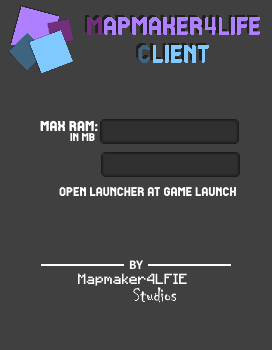 MAPMAKER4LIFE
CLIENT
MAX RAM:
IN MB
OPEN LAUNCHER AT GAME LAUNCH
BY
Mapmaker4LFIE
Studios